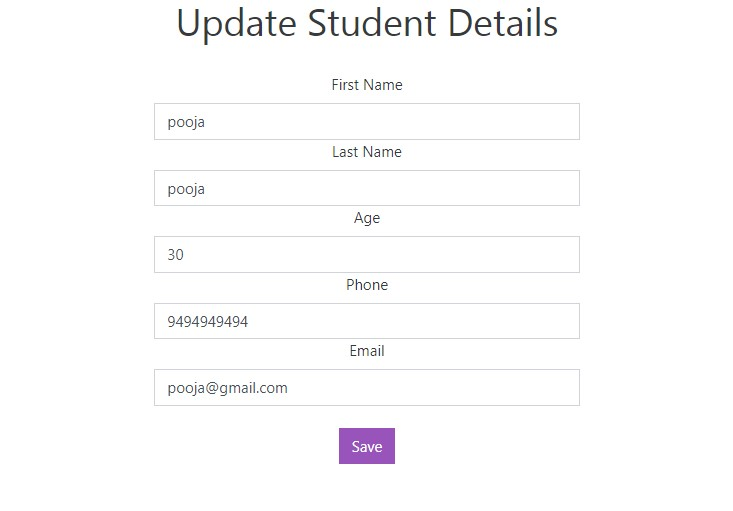 Update Student Details
First Name
pooja
Last Name
pooja
Age
30
Phone
9494949494
Email
pooja@gmail.com
Save